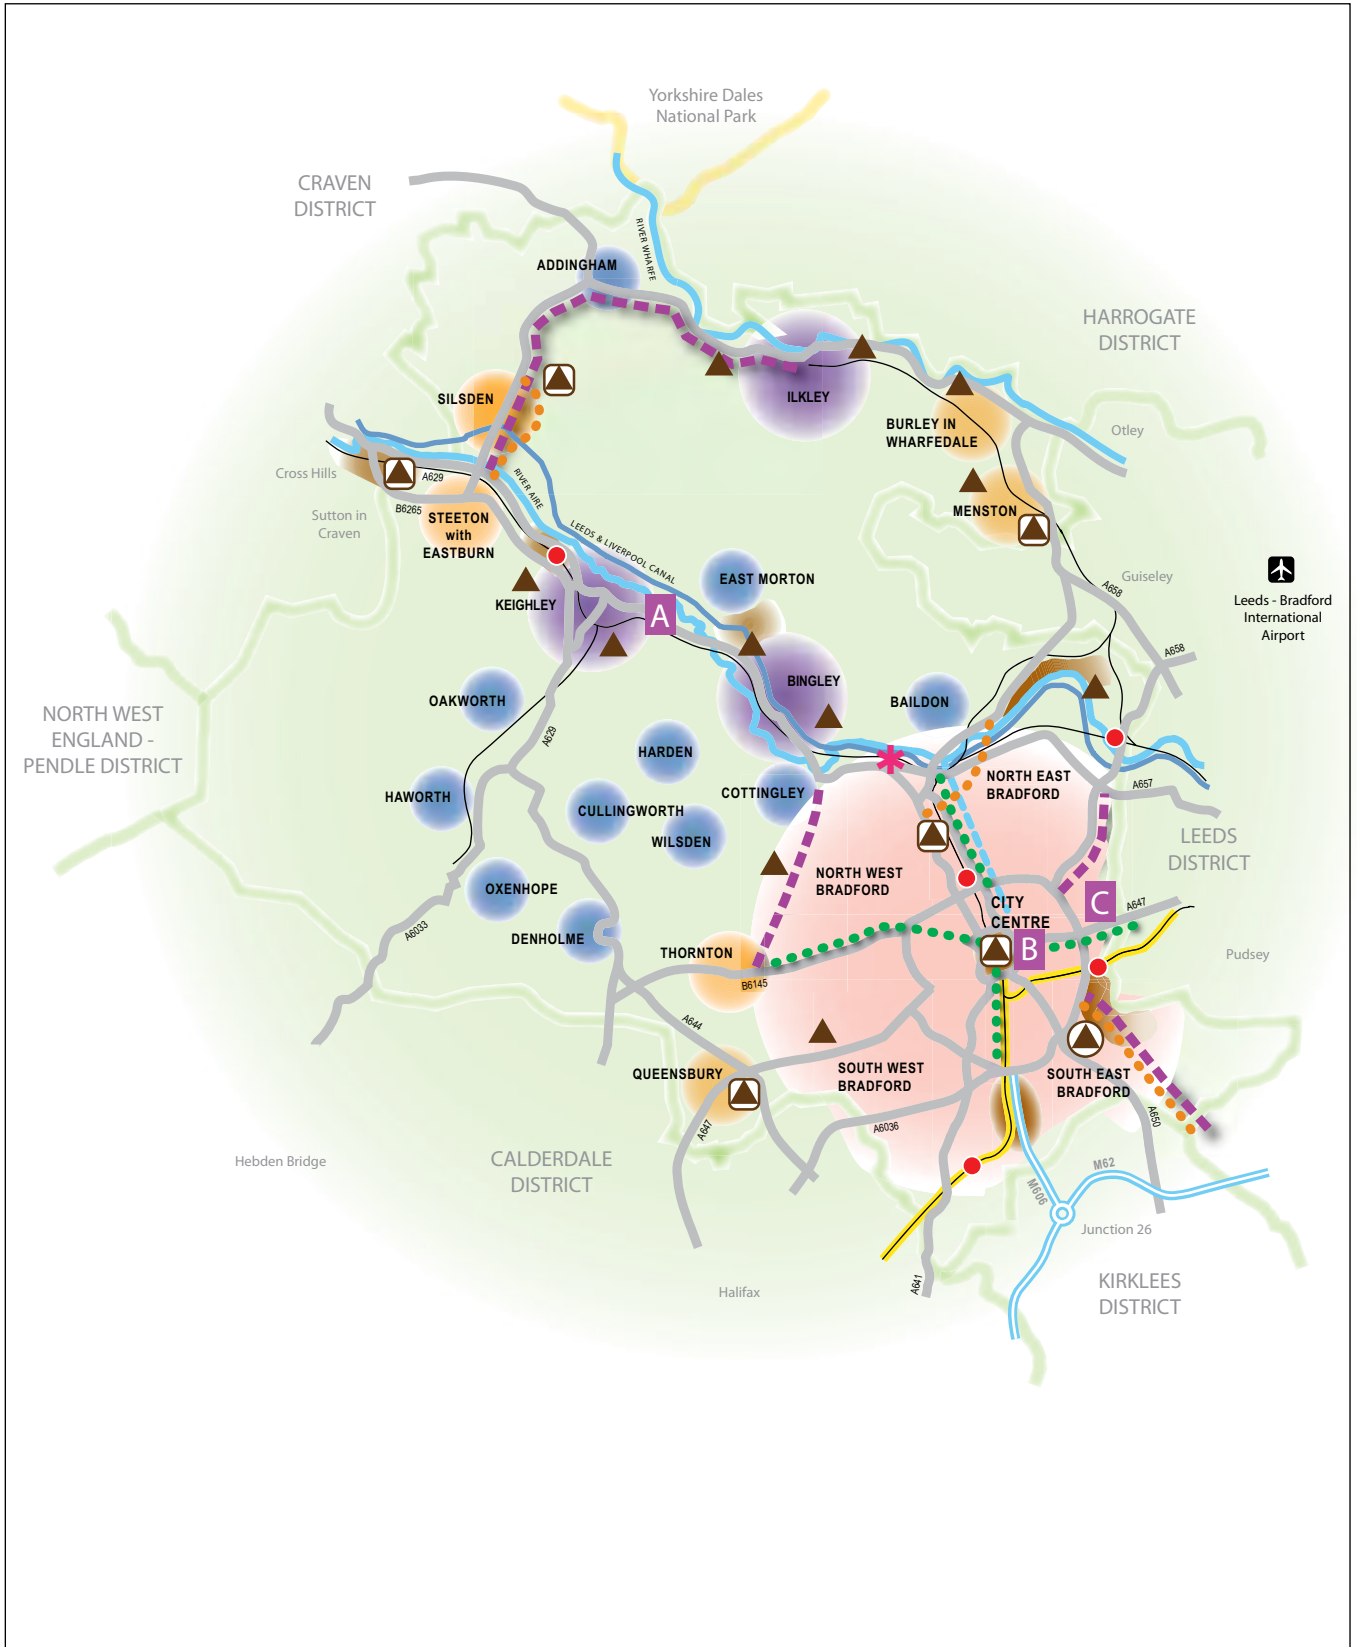 Yorkshire Dales
National Park
CRAVEN
DISTRICT
RIVER WHARFE
ADDINGHAM
HARROGATE
DISTRICT
SILSDEN
ILKLEY
BURLEY IN
WHARFEDALE
Otley
Cross Hills
A629
RIVER AIRE
B6265
Sutton in
Craven
STEETON
with
EASTBURN
LEEDS & LIVERPOOL CANAL
MENSTON
EAST MORTON
Guiseley
A658
Leeds - Bradford
International
Airport
KEIGHLEY
A
A658
BINGLEY
OAKWORTH
BAILDON
NORTH WEST
ENGLAND -
PENDLE DISTRICT
A629
HARDEN
NORTH EAST
BRADFORD
HAWORTH
COTTINGLEY
A657
CULLINGWORTH
WILSDEN
LEEDS
DISTRICT
NORTH WEST
BRADFORD
OXENHOPE
CITY
CENTRE
C
A647
A6033
DENHOLME
THORNTON
B
Pudsey
B6145
A644
QUEENSBURY
SOUTH WEST
BRADFORD
SOUTH EAST
BRADFORD
A647
A6036
A650
Hebden Bridge
CALDERDALE
DISTRICT
M62
M606
Junction 26
A641
Halifax
KIRKLEES
DISTRICT